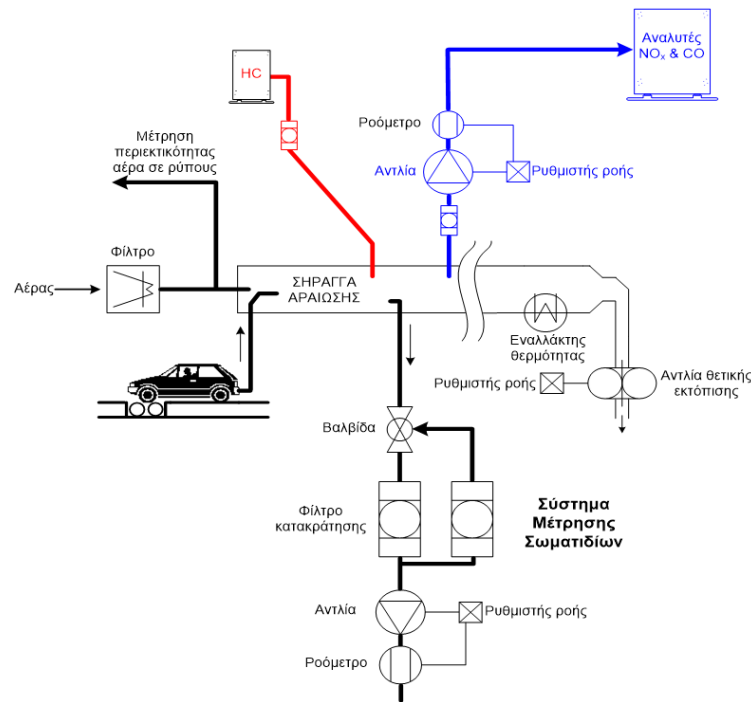 Αναλυτές
NOx & CO
HC
Ροόμετρο
Μέτρηση
περιεκτικότητας
αέρα σε ρύπους
Αντλία
Ρυθμιστής ροής
Φίλτρο
Αέρας
ΣΗΡΑΓΓΑ
ΑΡΑΙΩΣΗΣ
Εναλλάκτης
θερμότητας
Ρυθμιστής ροής
Αντλία θετικής
εκτόπισης
Βαλβίδα
Φίλτρο
κατακράτησης
Σύστημα
Μέτρησης
Σωματιδίων
Αντλία
Ρυθμιστής ροής
Ροόμετρο